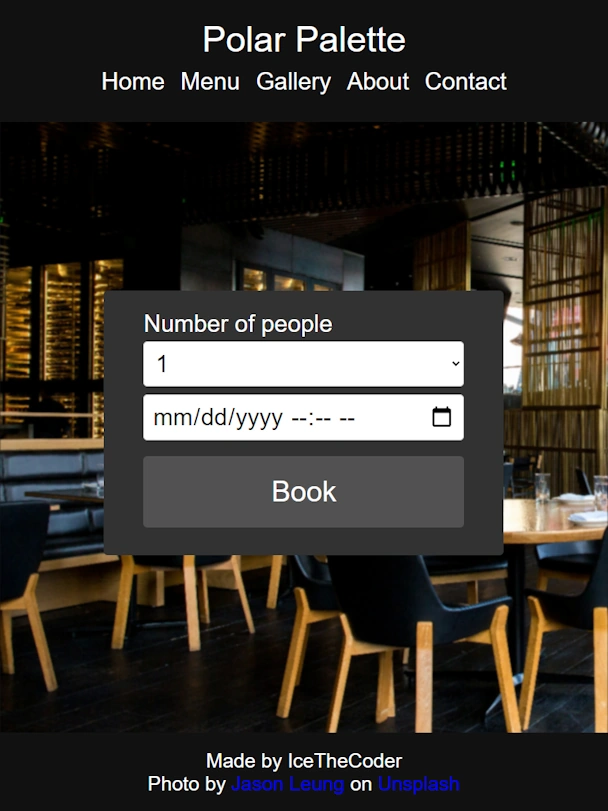 Polar Palette
Home Menu Gallery About Contact
Number of people
1
mm/dd/yyyy --:-- --
Book
Made by IceTheCoder
Photo by Jason Leung on Unsplash